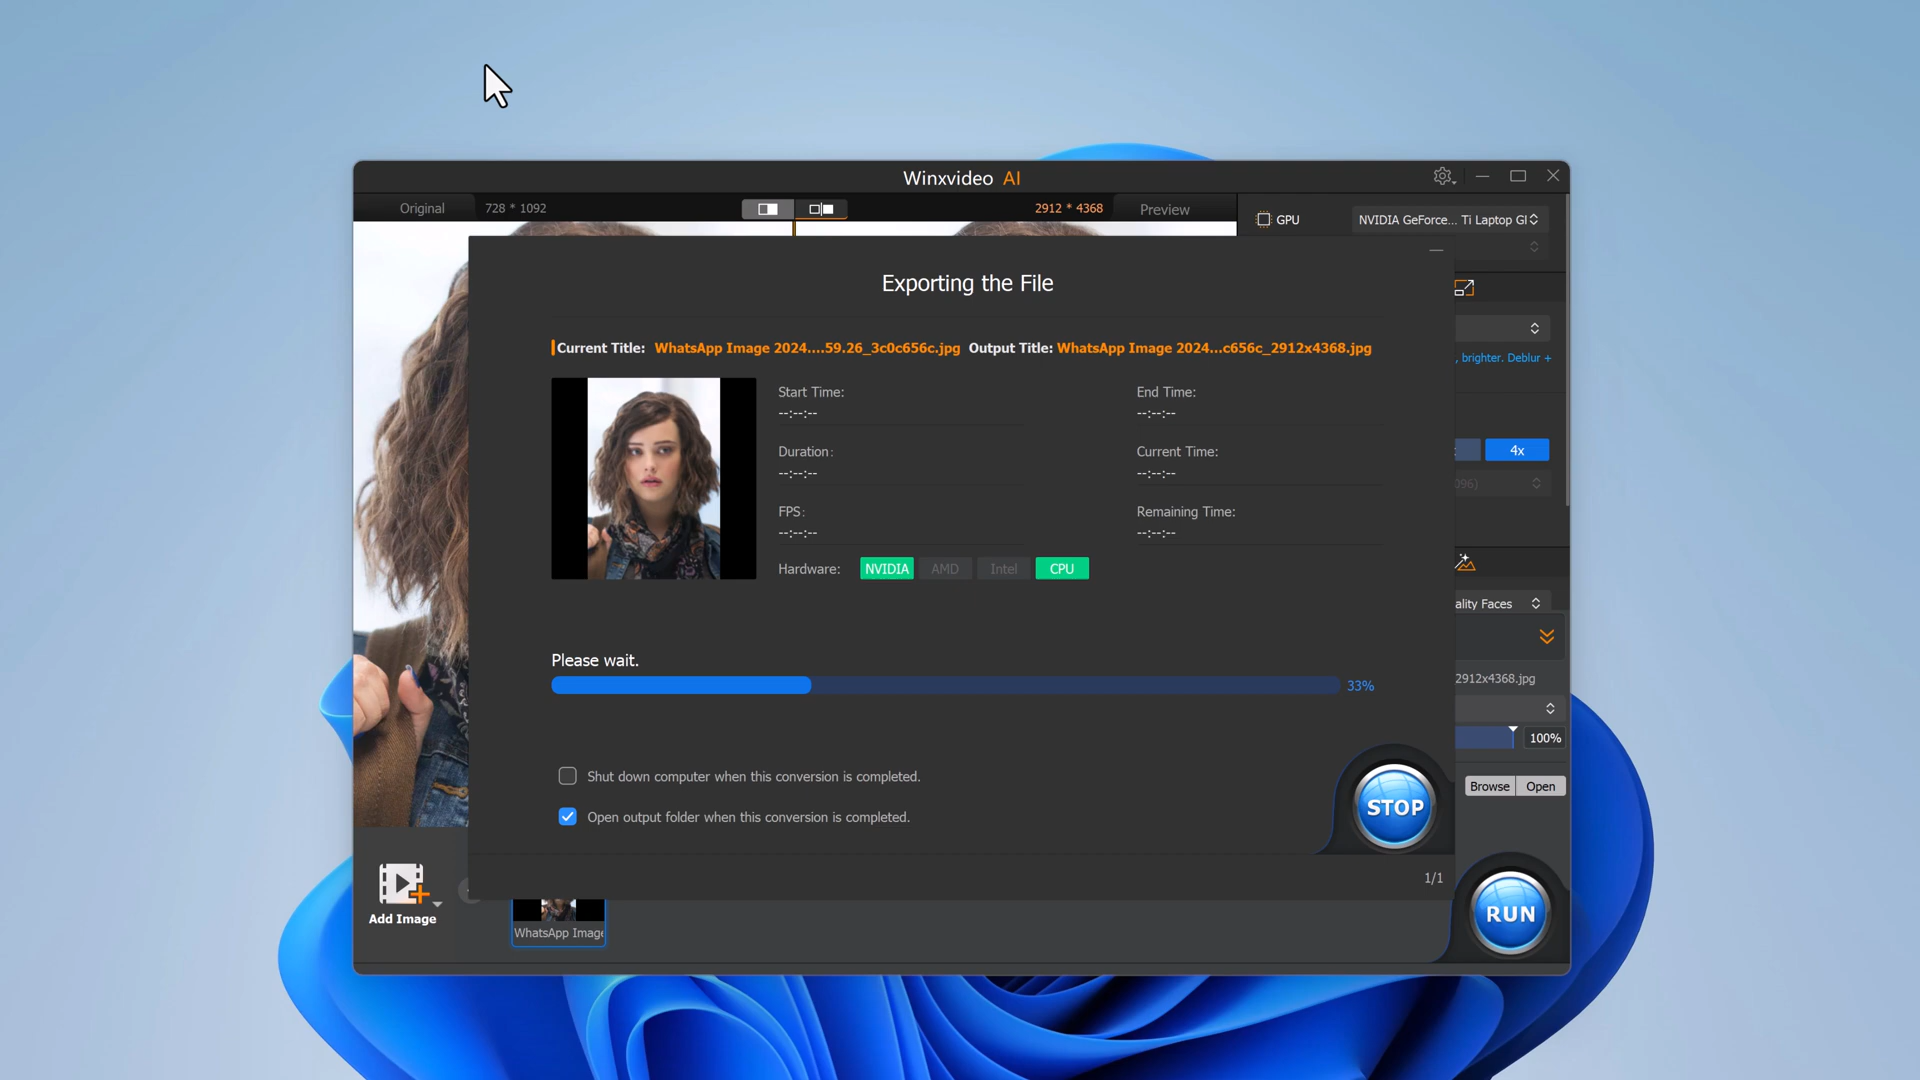 Winxvideo AI
Original
728 * 1092
2912 * 4368
Preview
GPU
NVIDIA GeForce... Ti Laptop GI
Exporting the File
Current Title: WhatsApp Image 2024....59.26_3c0c656c.jpg Output Title: WhatsApp Image 2024...c656c_2912x4368.jpg
, brighter. Deblur +
Start Time:
--:--:--
End Time:
--:--:--
Duration:
--:--:--
Current Time:
--:--:--
4x
096)
FPS:
--:--:--
Remaining Time:
--:--:--
Hardware: NVIDIA AMD Intel CPU
ality Faces
Please wait.
33%
2912x4368.jpg
100%
Shut down computer when this conversion is completed.
Open output folder when this conversion is completed.
STOP
Browse
Open
1/1
Add Image
WhatsApp Image
RUN